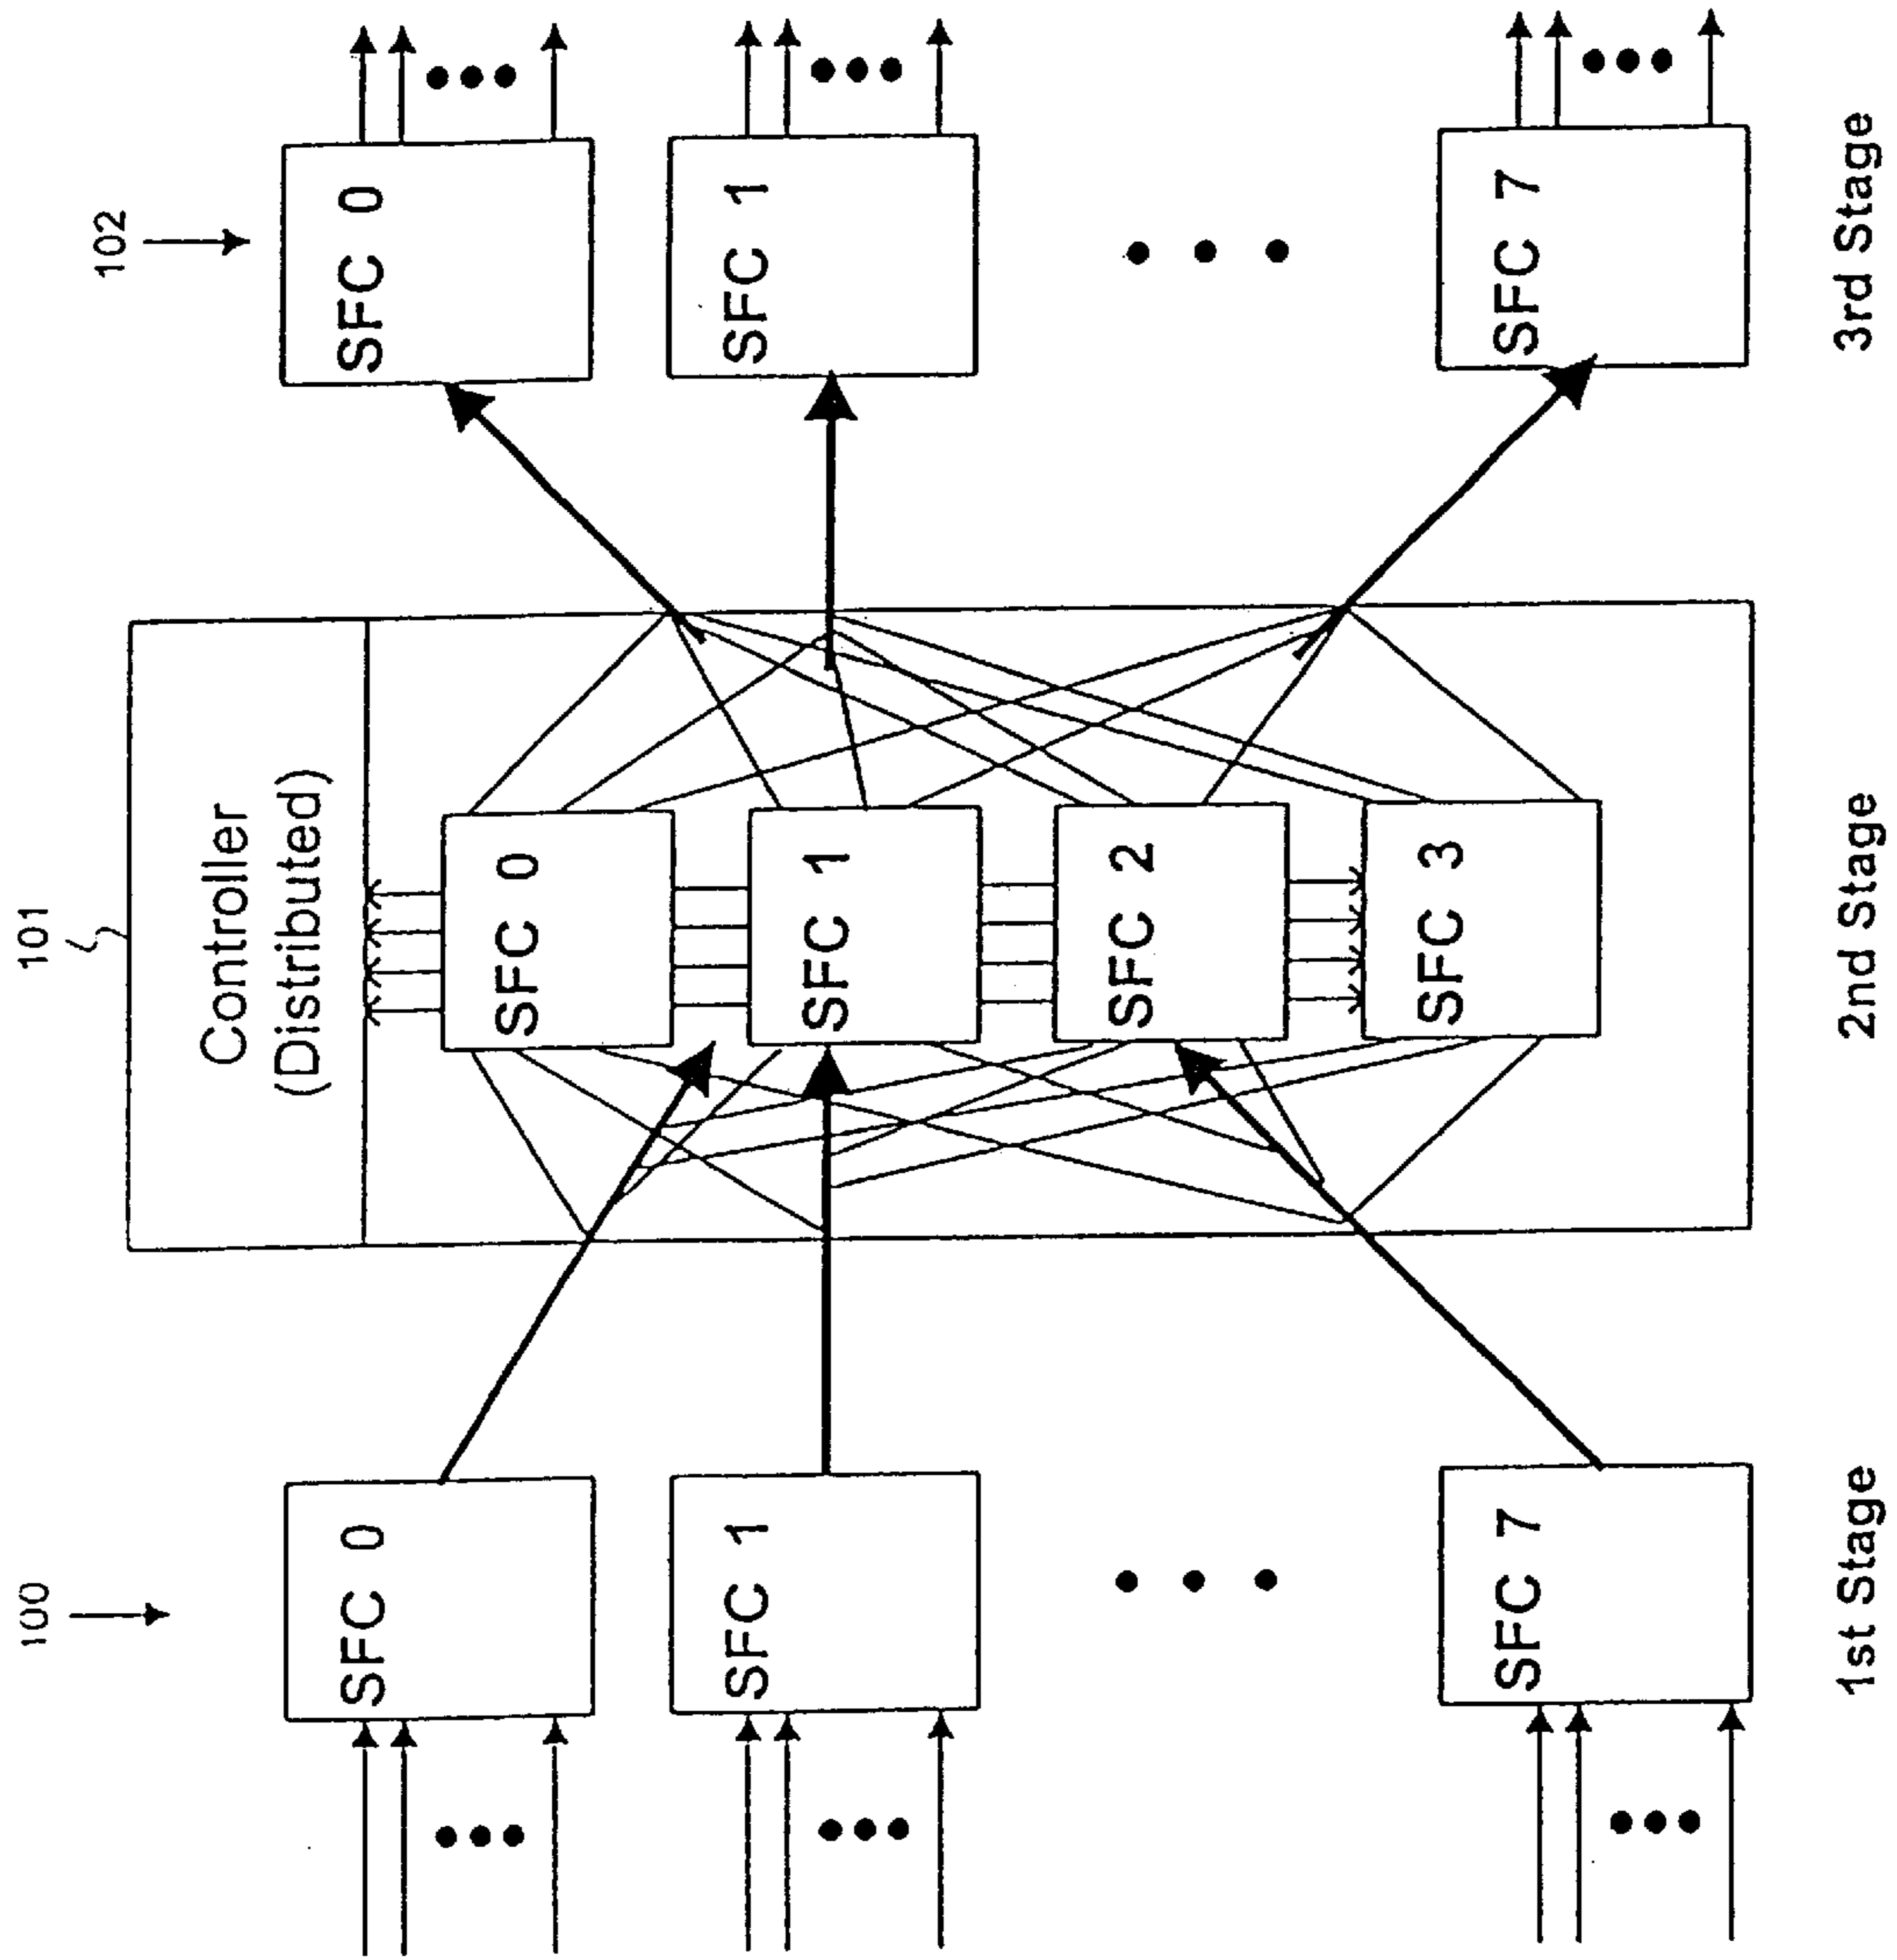 100
101
102
Controller
(Distributed)
SFC 0
SFC 0
SFC 0
SFC 1
SFC 1
SFC 1
SFC 2
SFC 7
SFC 3
SFC 7
1st Stage
2nd Stage
3rd Stage